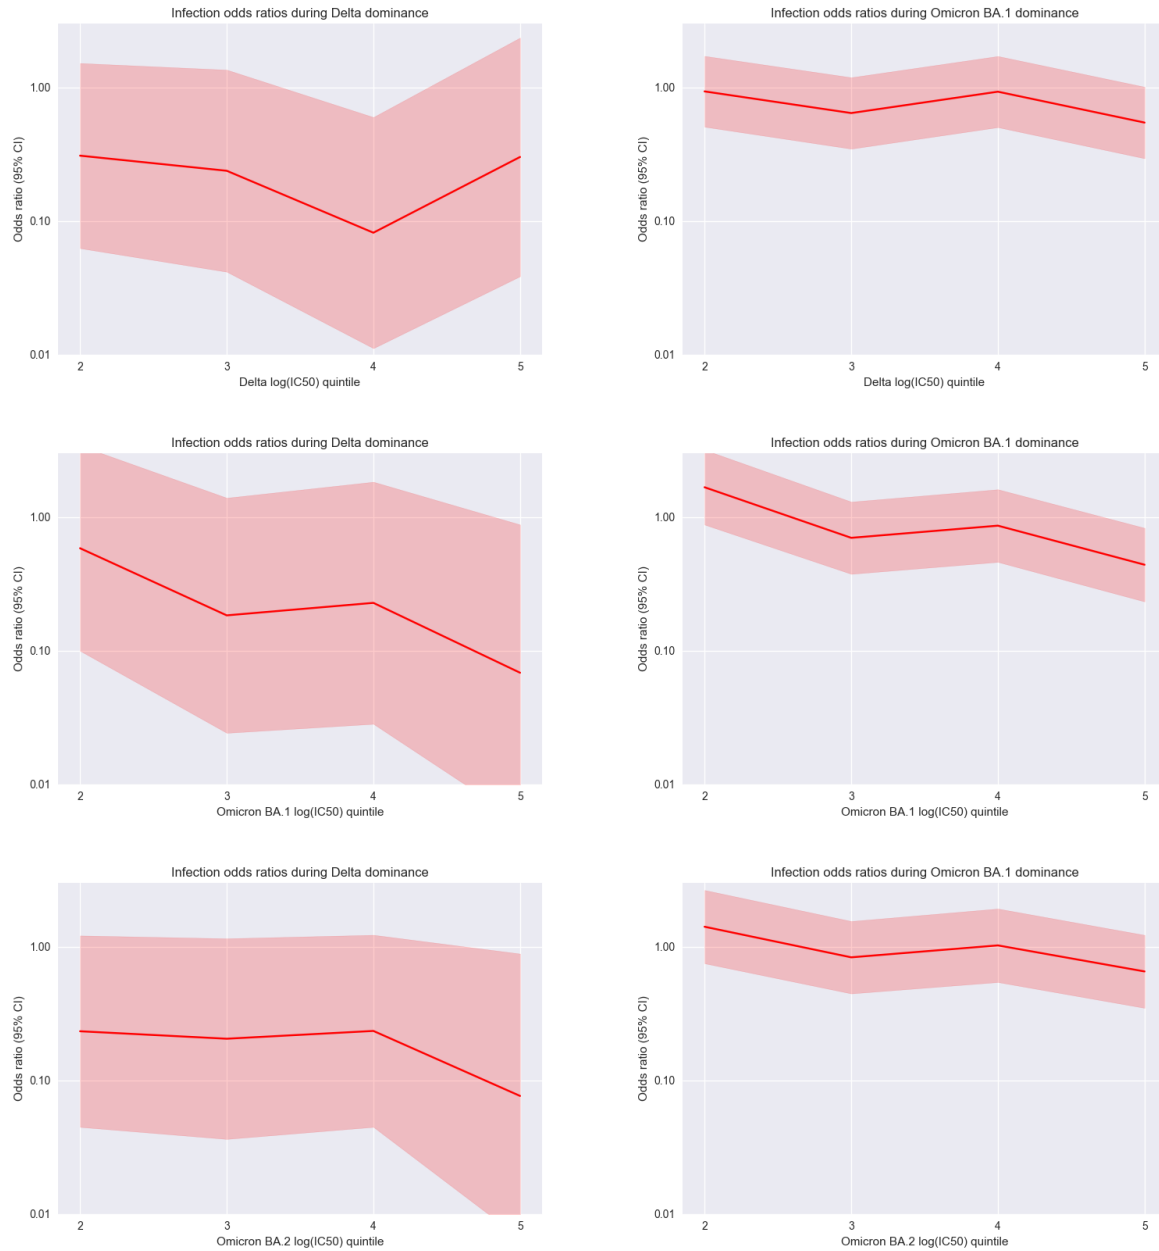 Infection odds ratios during Delta dominance
Odds ratio (95% CI)
1.00
0.10
0.01
2 3 4 5
Delta log(IC50) quintile
Infection odds ratios during Omicron BA.1 dominance
Odds ratio (95% CI)
1.00
0.10
0.01
2 3 4 5
Delta log(IC50) quintile
Infection odds ratios during Delta dominance
Odds ratio (95% CI)
1.00
0.10
0.01
2 3 4 5
Omicron BA.1 log(IC50) quintile
Infection odds ratios during Omicron BA.1 dominance
Odds ratio (95% CI)
1.00
0.10
0.01
2 3 4 5
Omicron BA.1 log(IC50) quintile
Infection odds ratios during Delta dominance
Odds ratio (95% CI)
1.00
0.10
0.01
2 3 4 5
Omicron BA.2 log(IC50) quintile
Infection odds ratios during Omicron BA.1 dominance
Odds ratio (95% CI)
1.00
0.10
0.01
2 3 4 5
Omicron BA.2 log(IC50) quintile